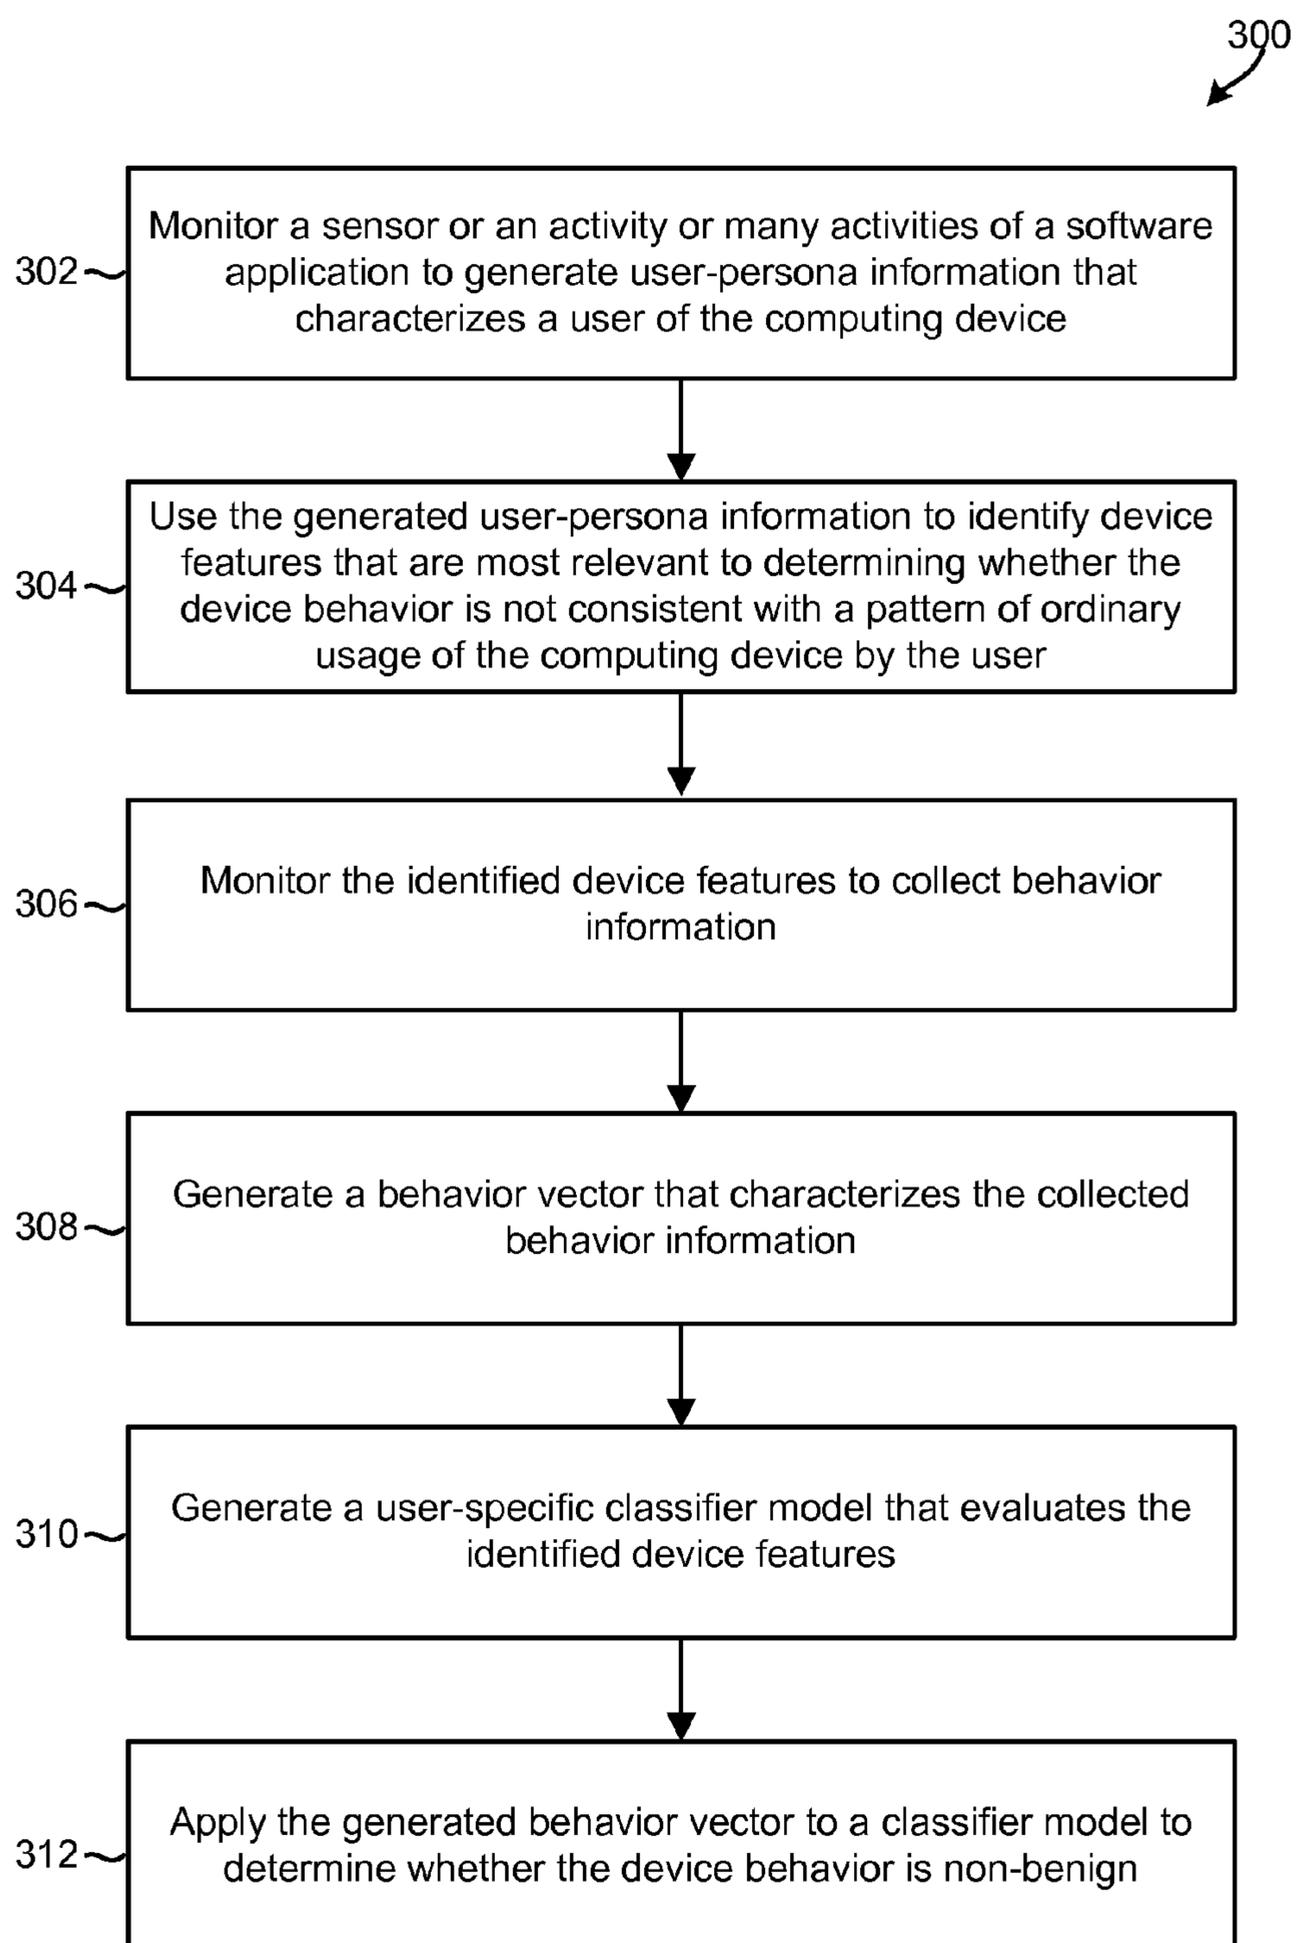 300
302
Monitor a sensor or an activity or many activities of a software
application to generate user-persona information that
characterizes a user of the computing device
304
Use the generated user-persona information to identify device
features that are most relevant to determining whether the
device behavior is not consistent with a pattern of ordinary
usage of the computing device by the user
306
Monitor the identified device features to collect behavior
information
308
Generate a behavior vector that characterizes the collected
behavior information
310
Generate a user-specific classifier model that evaluates the
identified device features
312
Apply the generated behavior vector to a classifier model to
determine whether the device behavior is non-benign